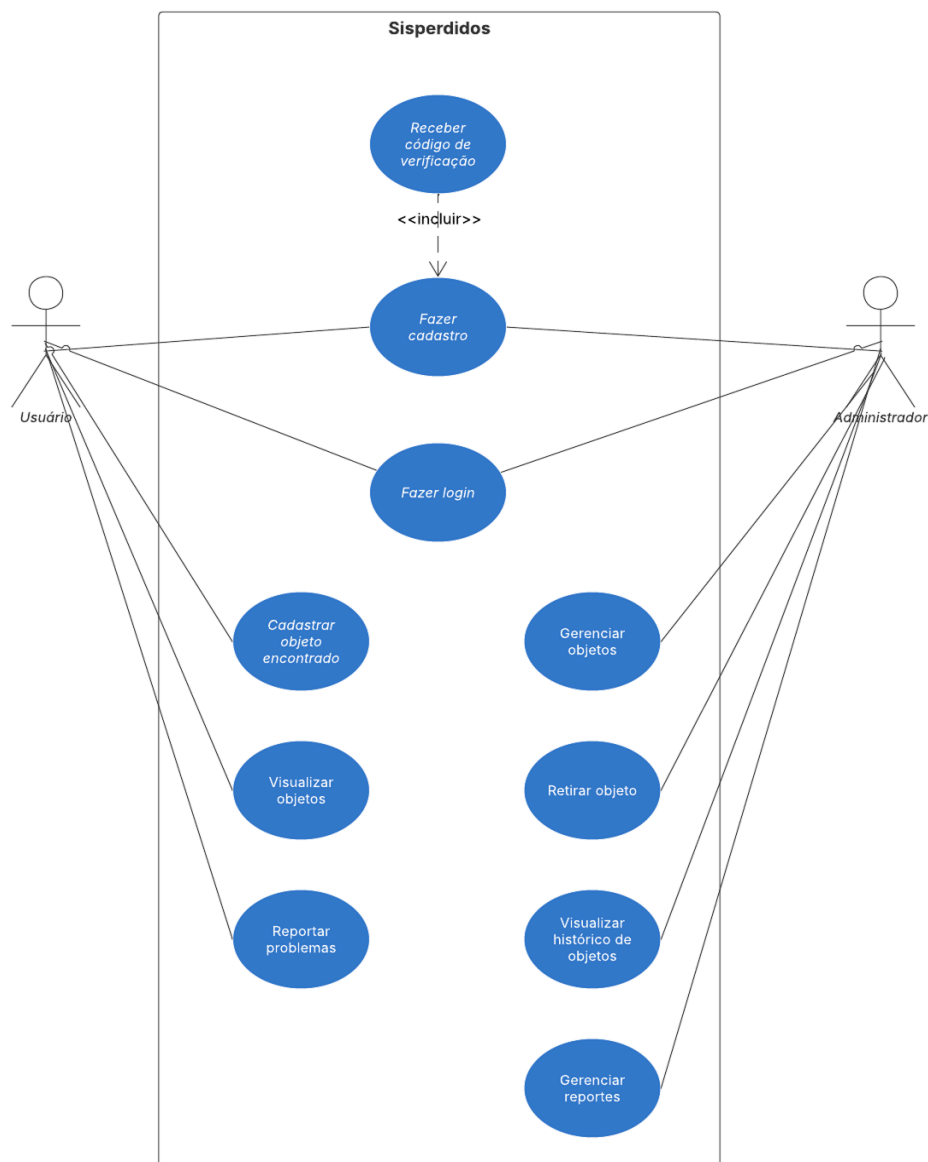 Sisperdidos
Receber
código de
verificação
<<incluir>>
Fazer
cadastro
Usuário
Administrador
Fazer login
Cadastrar
objeto
encontrado
Gerenciar
objetos
Visualizar
objetos
Retirar objeto
Reportar
problemas
Visualizar
histórico de
objetos
Gerenciar
reportes